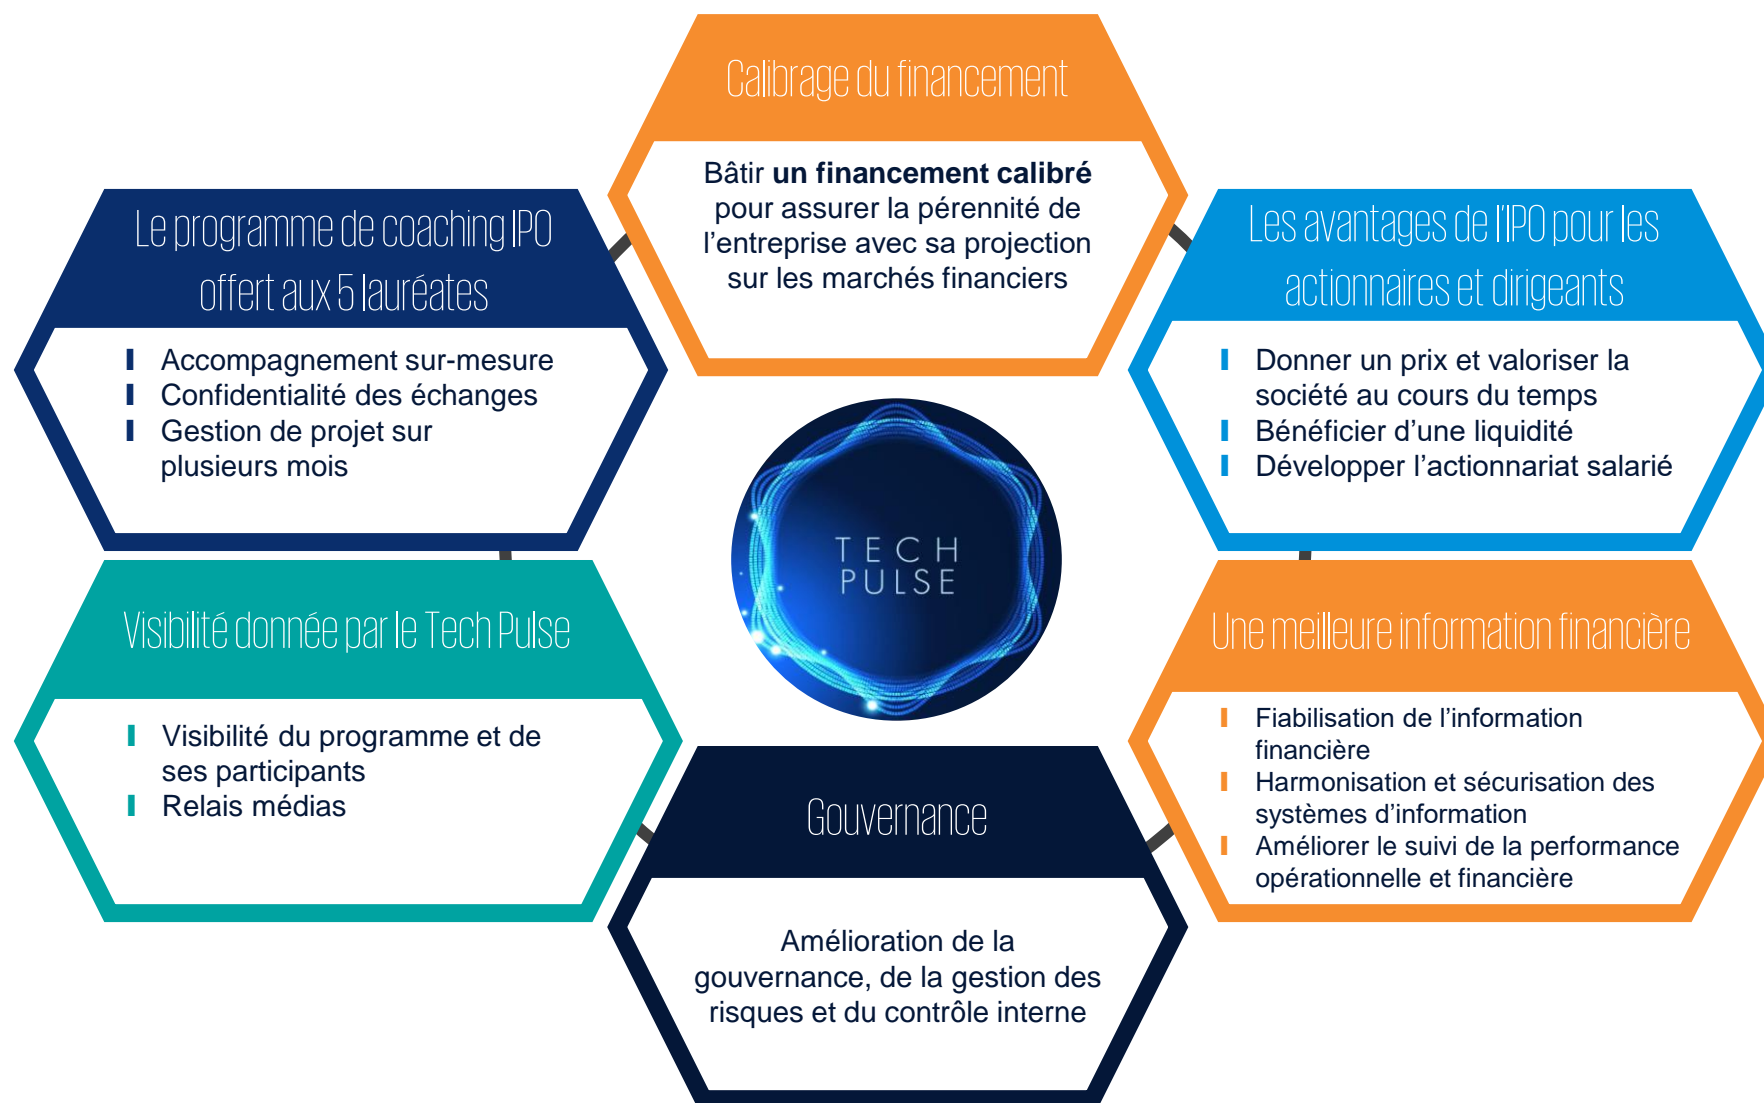 Calibrage du financement
Bâtir un financement calibré
pour assurer la pérennité de
l’entreprise avec sa projection
sur les marchés financiers
Le programme de coaching IPO
offert aux 5 lauréates
Accompagnement sur-mesure
Confidentialité des échanges
Gestion de projet sur
plusieurs mois
Les avantages de l'IPO pour les
actionnaires et dirigeants
Donner un prix et valoriser la
société au cours du temps
Bénéficier d’une liquidité
Développer l’actionnariat salarié
TECH
PULSE
Visibilité donnée par le Tech Pulse
Visibilité du programme et de
ses participants
Relais médias
Une meilleure information financière
Fiabilisation de l’information
financière
Harmonisation et sécurisation des
systèmes d’information
Améliorer le suivi de la performance
opérationnelle et financière
Gouvernance
Amélioration de la
gouvernance, de la gestion des
risques et du contrôle interne